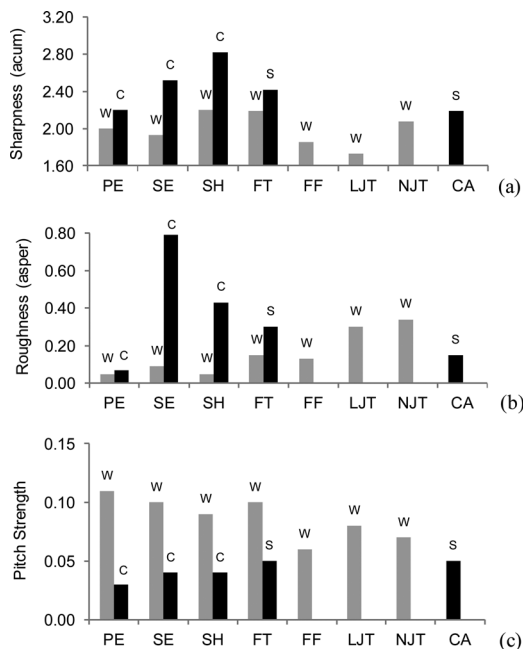 3.20
C
2.80
C
S
2.40
C
W
W
S
W
W
W
W
2.00
W
1.60
PE SE SH FT FF LJT NJT CA
Sharpness (acum)
(a)
C
0.80
0.60
C
W
0.40
S
W
0.20
W
W
S
W
C
W
W
0.00
PE SE SH FT FF LJT NJT CA
Roughness (asper)
(b)
0.15
W
W
W
W
0.10
W
W
W
S
S
0.05
C
C
C
0.00
PE SE SH FT FF LJT NJT CA
Pitch Strength
(c)